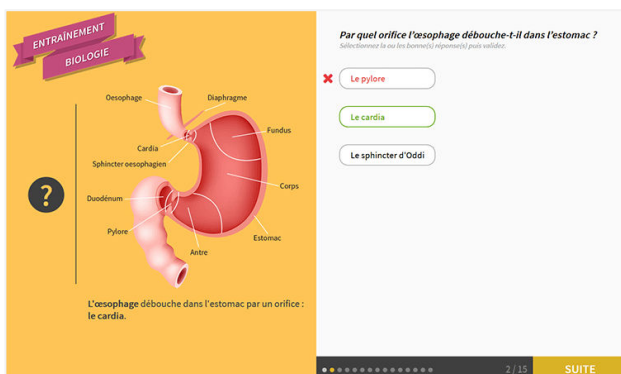 ENTRAÎNEMENT
BIOLOGIE
Oesophage
Diaphragme
Fundus
Cardia
Sphincter oesophagien
Corps
Duodénum
Pylore
Estomac
Antre
?
L'œsophage débouche dans l'estomac par un orifice :
le cardia.
Par quel orifice l'œsophage débouche-t-il dans l'estomac ?
Sélectionnez la ou les bonne(s) réponse(s) puis validez.
Le pylore
Le cardia
Le sphincter d'Oddi
2 / 15
SUITE